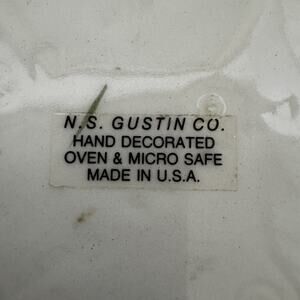 N.S. GUSTIN CO.
HAND DECORATED
OVEN & MICRO SAFE
MADE IN U.S.A.